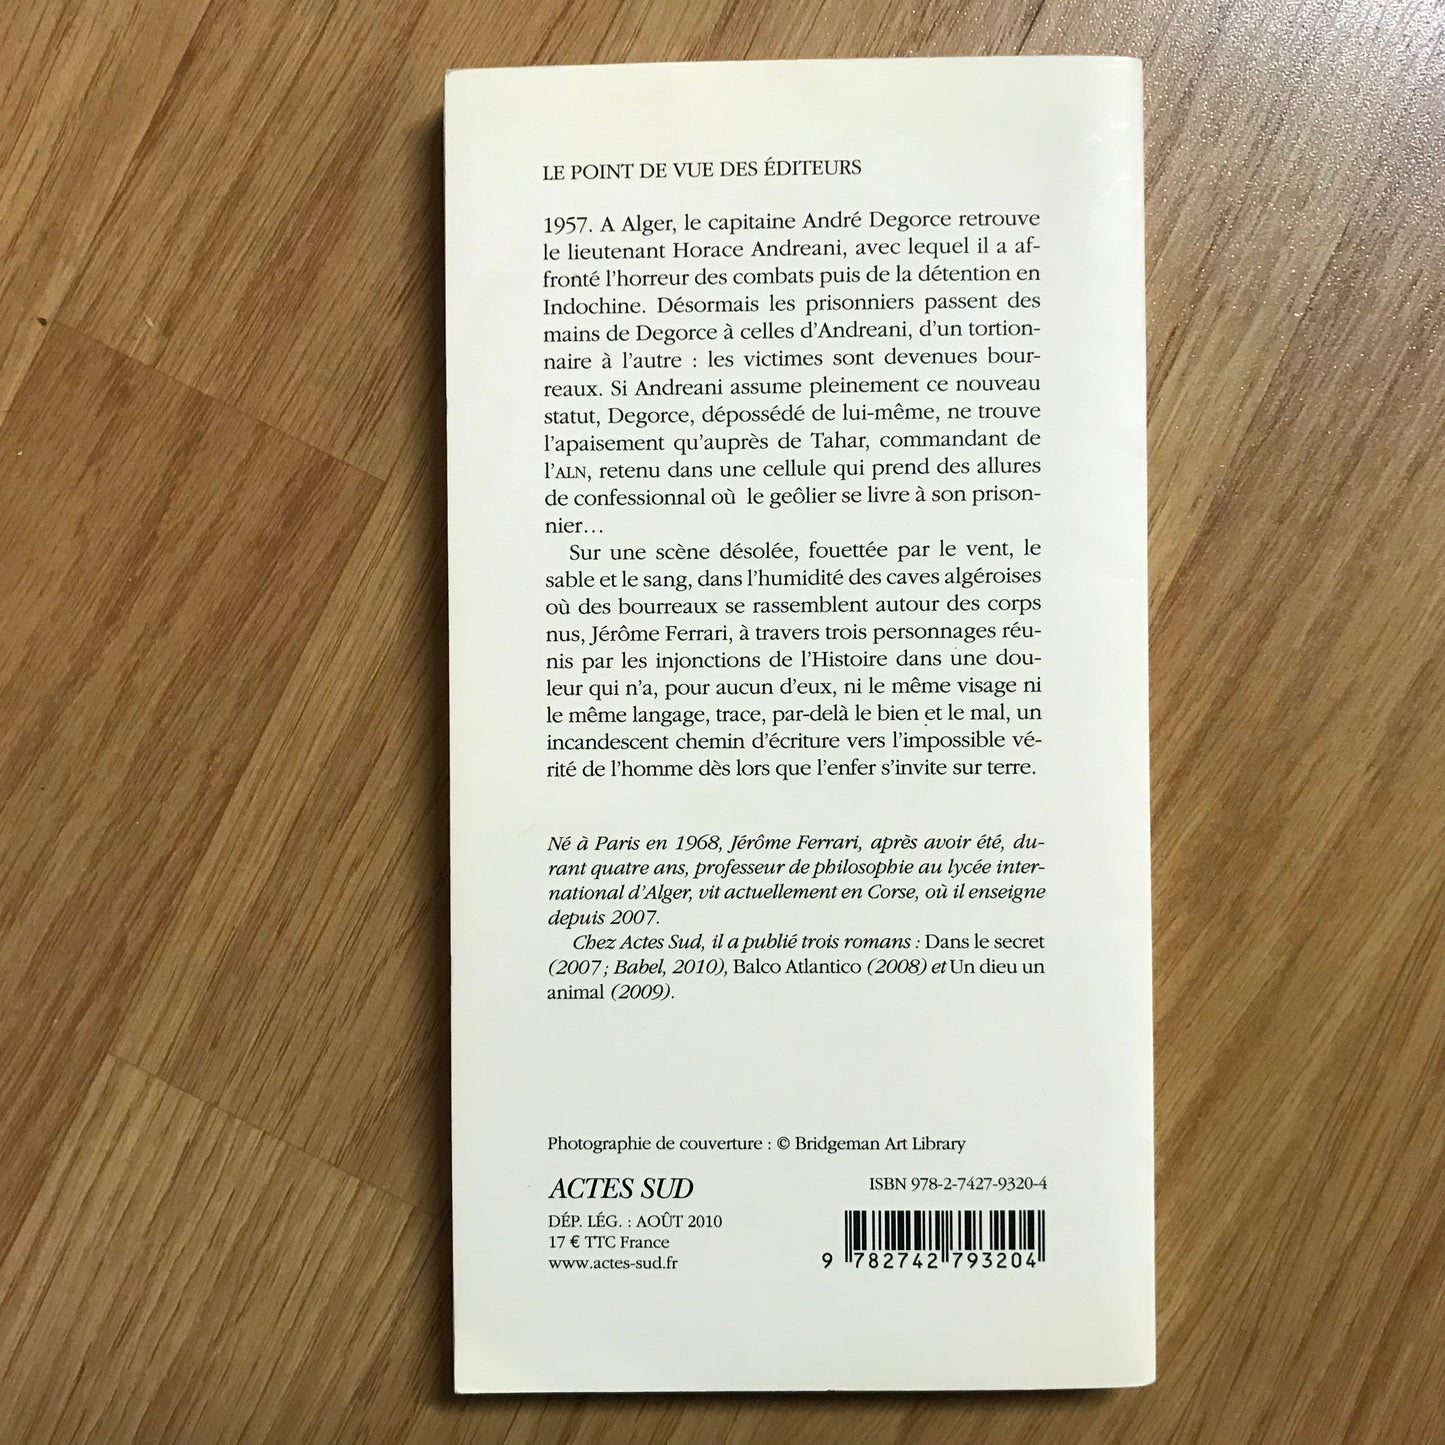 LE POINT DE VUE DES ÉDITEURS
1957. A Alger, le capitaine André Degorce retrouve
le lieutenant Horace Andreani, avec lequel il a af-
fronté l'horreur des combats puis de la détention en
Indochine. Désormais les prisonniers passent des
mains de Degorce à celles d'Andreani, d'un tortion-
naire à l'autre : les victimes sont devenues bour-
reaux. Si Andreani assume pleinement ce nouveau
statut, Degorce, dépossédé de lui-même, ne trouve
l'apaisement qu'auprès de Tahar, commandant de
l'ALN, retenu dans une cellule qui prend des allures
de confessionnal où le geôlier se livre à son prison-
nier…
Sur une scène désolée, fouettée par le vent, le
sable et le sang, dans l'humidité des caves algéroises
où des bourreaux se rassemblent autour des corps
nus, Jérôme Ferrari, à travers trois personnages réu-
nis par les injonctions de l'Histoire dans une dou-
leur qui n'a, pour aucun d'eux, ni le même visage ni
le même langage, trace, par-delà le bien et le mal, un
incandescent chemin d'écriture vers l'impossible vé-
rité de l'homme dès lors que l'enfer s'invite sur terre.
Né à Paris en 1968, Jérôme Ferrari, après avoir été, du-
rant quatre ans, professeur de philosophie au lycée inter-
national d'Alger, vit actuellement en Corse, où il enseigne
depuis 2007.
Chez Actes Sud, il a publié trois romans : Dans le secret
(2007 ; Babel, 2010), Balco Atlantico (2008) et Un dieu un
animal (2009).
Photographie de couverture : © Bridgeman Art Library
ACTES SUD
ISBN 978-2-7427-9320-4
DÉP. LÉG. : AOÛT 2010
17 € TTC France
www.actes-sud.fr
9 782742 793204